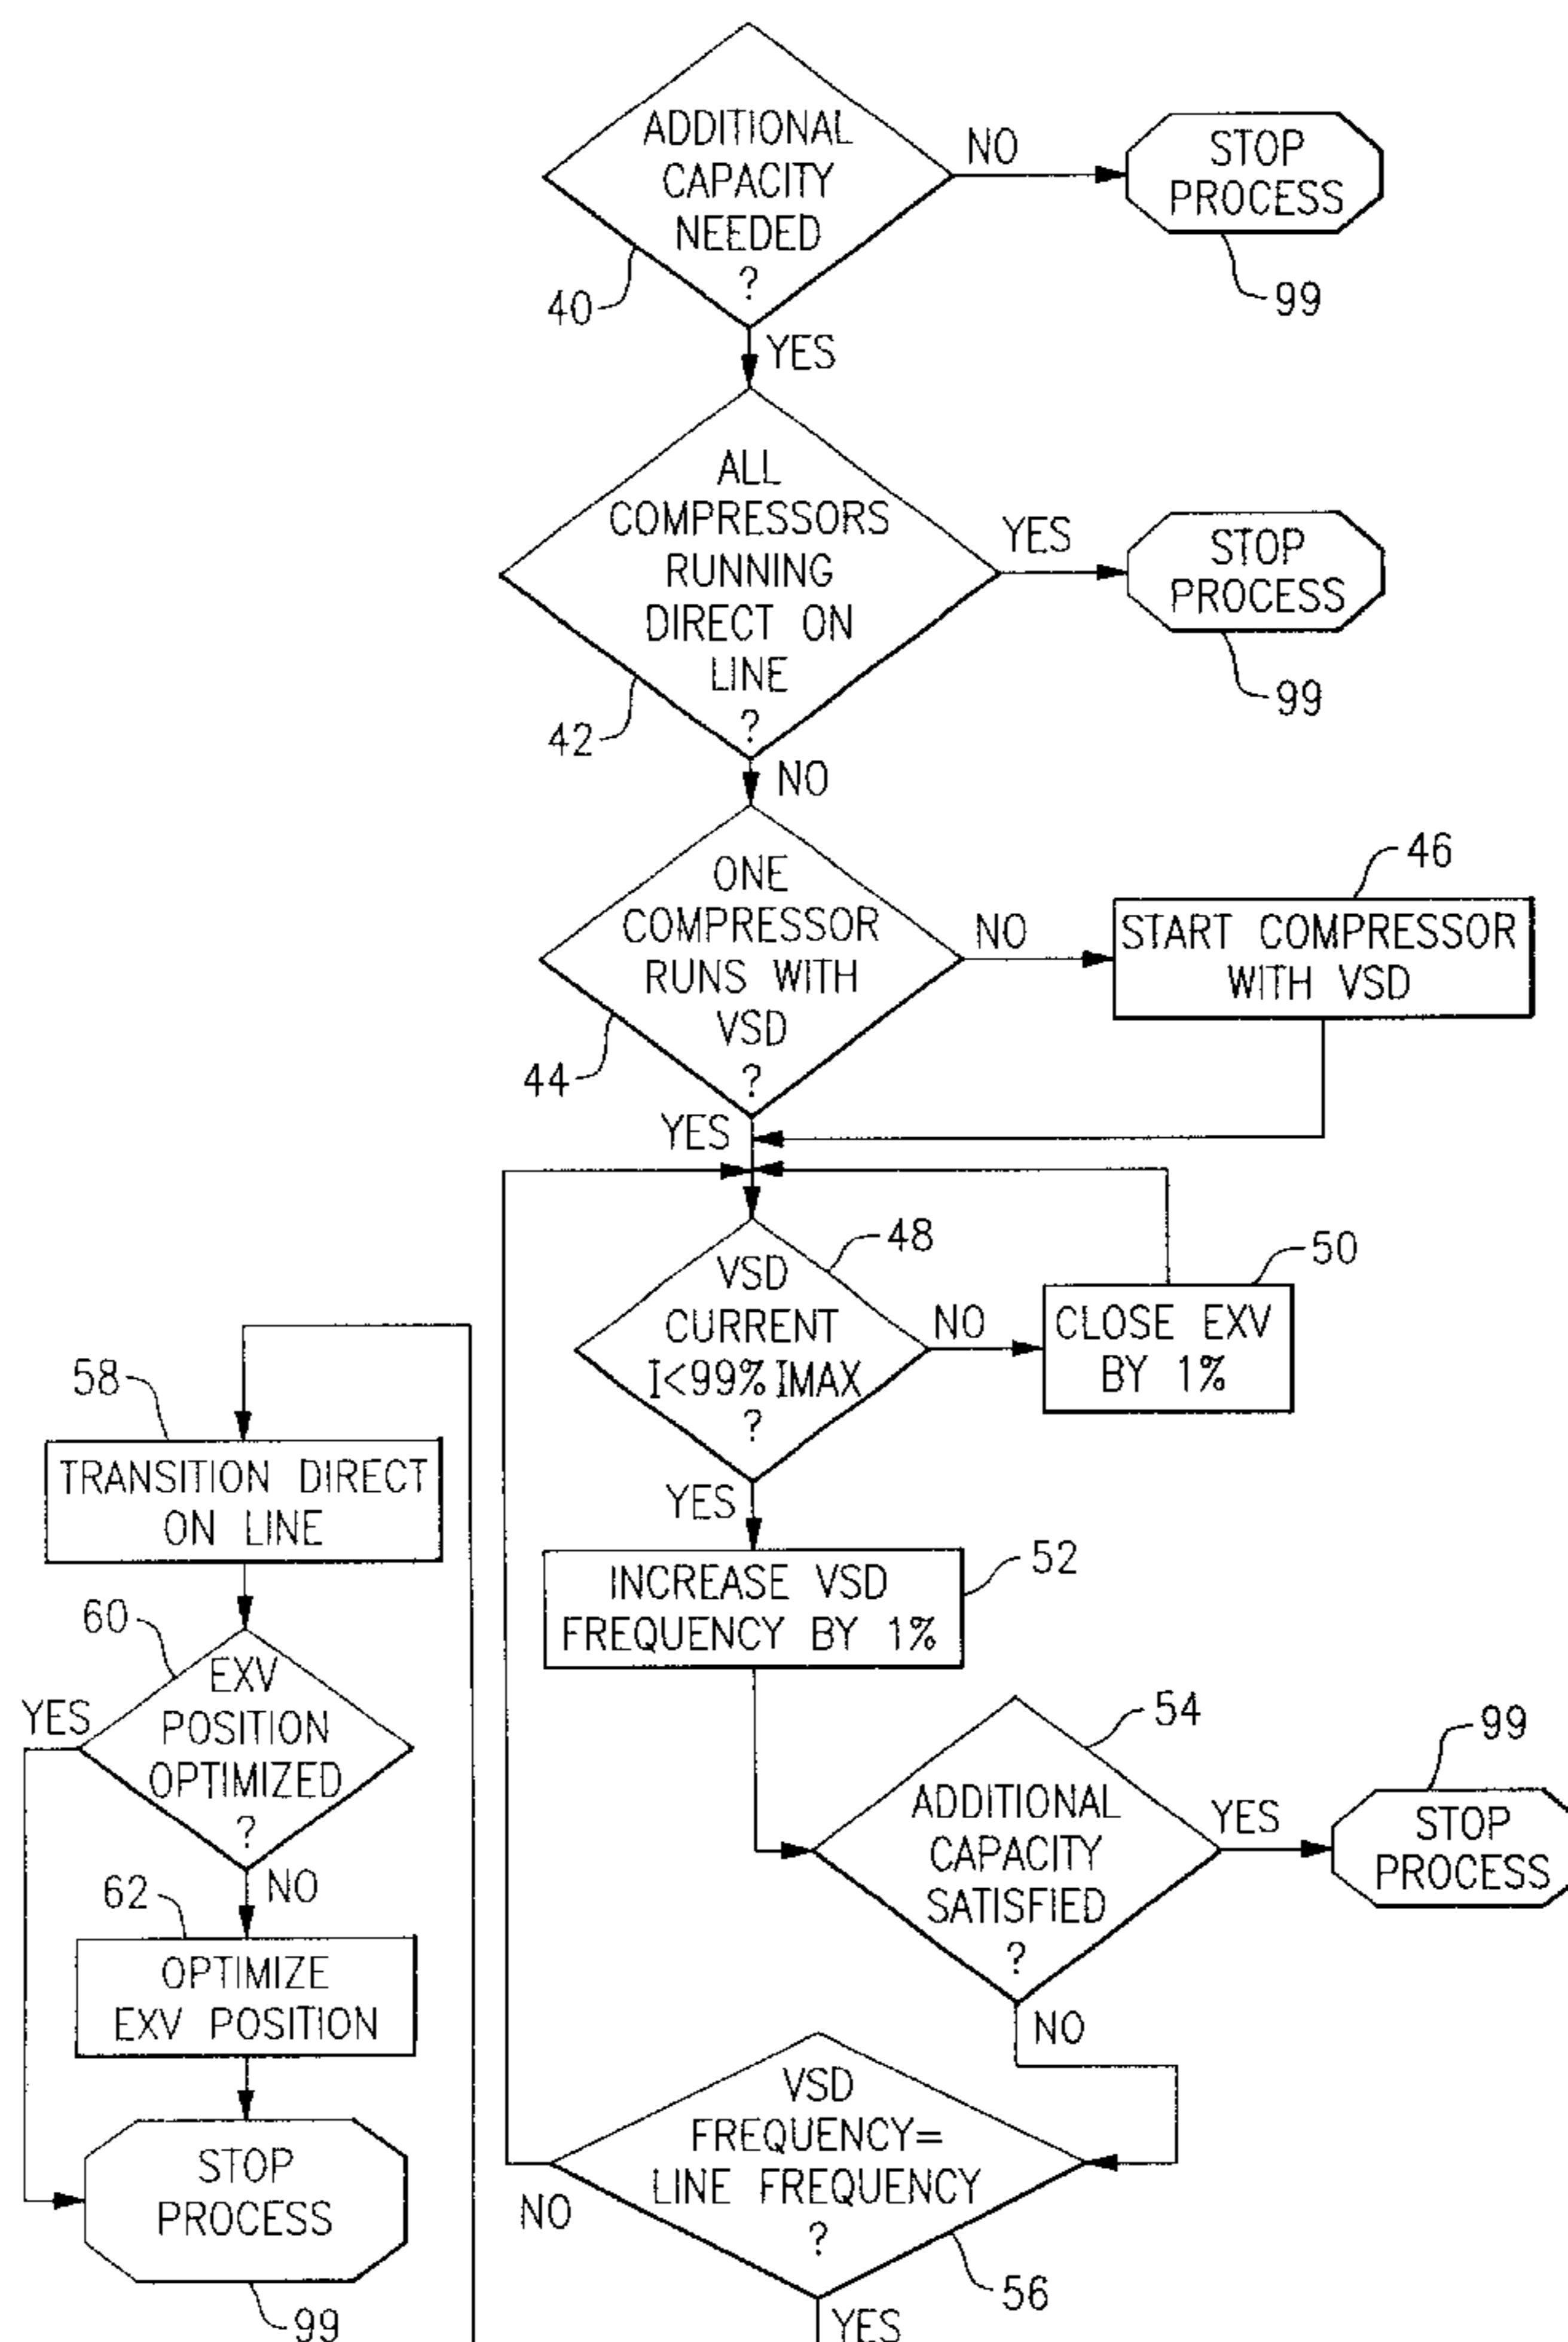 ADDITIONAL
CAPACITY
NEEDED
?
40
NO
STOP
PROCESS
99
YES
ALL
COMPRESSORS
RUNNING
DIRECT ON
LINE
?
42
YES
STOP
PROCESS
99
NO
ONE
COMPRESSOR
RUNS WITH
VSD
?
44
NO
46
START COMPRESSOR
WITH VSD
YES
VSD
CURRENT
I<99% IMAX
?
48
NO
50
CLOSE EXV
BY 1%
YES
INCREASE VSD
FREQUENCY BY 1%
52
ADDITIONAL
CAPACITY
SATISFIED
?
54
YES
99
STOP
PROCESS
NO
VSD
FREQUENCY=
LINE FREQUENCY
?
56
NO
YES
58
TRANSITION DIRECT
ON LINE
60
EXV
POSITION
OPTIMIZED
?
YES
NO
62
OPTIMIZE
EXV POSITION
STOP
PROCESS
99